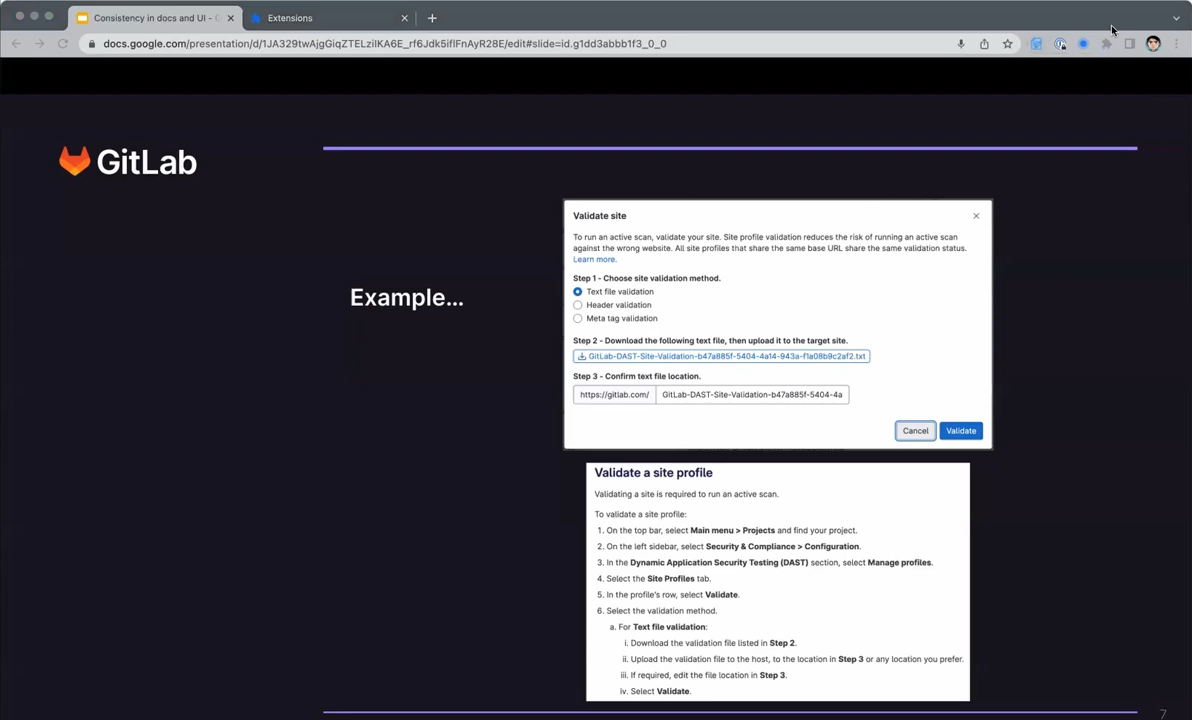 Consistency in docs and UI - G
Extensions
docs.google.com/presentation/d/1JA329twAjgGiqZTELziIKA6E_rf6Jdk5iflFnAyR28E/edit#slide=id.g1dd3abbb1f3_0_0
GitLab
Example...
Validate site
To run an active scan, validate your site. Site profile validation reduces the risk of running an active scan
against the wrong website. All site profiles that share the same base URL share the same validation status.
Learn more.
Step 1 - Choose site validation method.
Text file validation
Header validation
Meta tag validation
Step 2 - Download the following text file, then upload it to the target site.
GitLab-DAST-Site-Validation-b47a885f-5404-4a14-943a-f1a08b9c2af2.txt
Step 3 - Confirm text file location.
https://gitlab.com/ GitLab-DAST-Site-Validation-b47a885f-5404-4a
Cancel Validate
Validate a site profile
Validating a site is required to run an active scan.
To validate a site profile:
1. On the top bar, select Main menu > Projects and find your project.
2. On the left sidebar, select Security & Compliance > Configuration.
3. In the Dynamic Application Security Testing (DAST) section, select Manage profiles.
4. Select the Site Profiles tab.
5. In the profile's row, select Validate.
6. Select the validation method.
a. For Text file validation:
i. Download the validation file listed in Step 2.
ii. Upload the validation file to the host, to the location in Step 3 or any location you prefer.
iii. If required, edit the file location in Step 3.
iv. Select Validate.
7